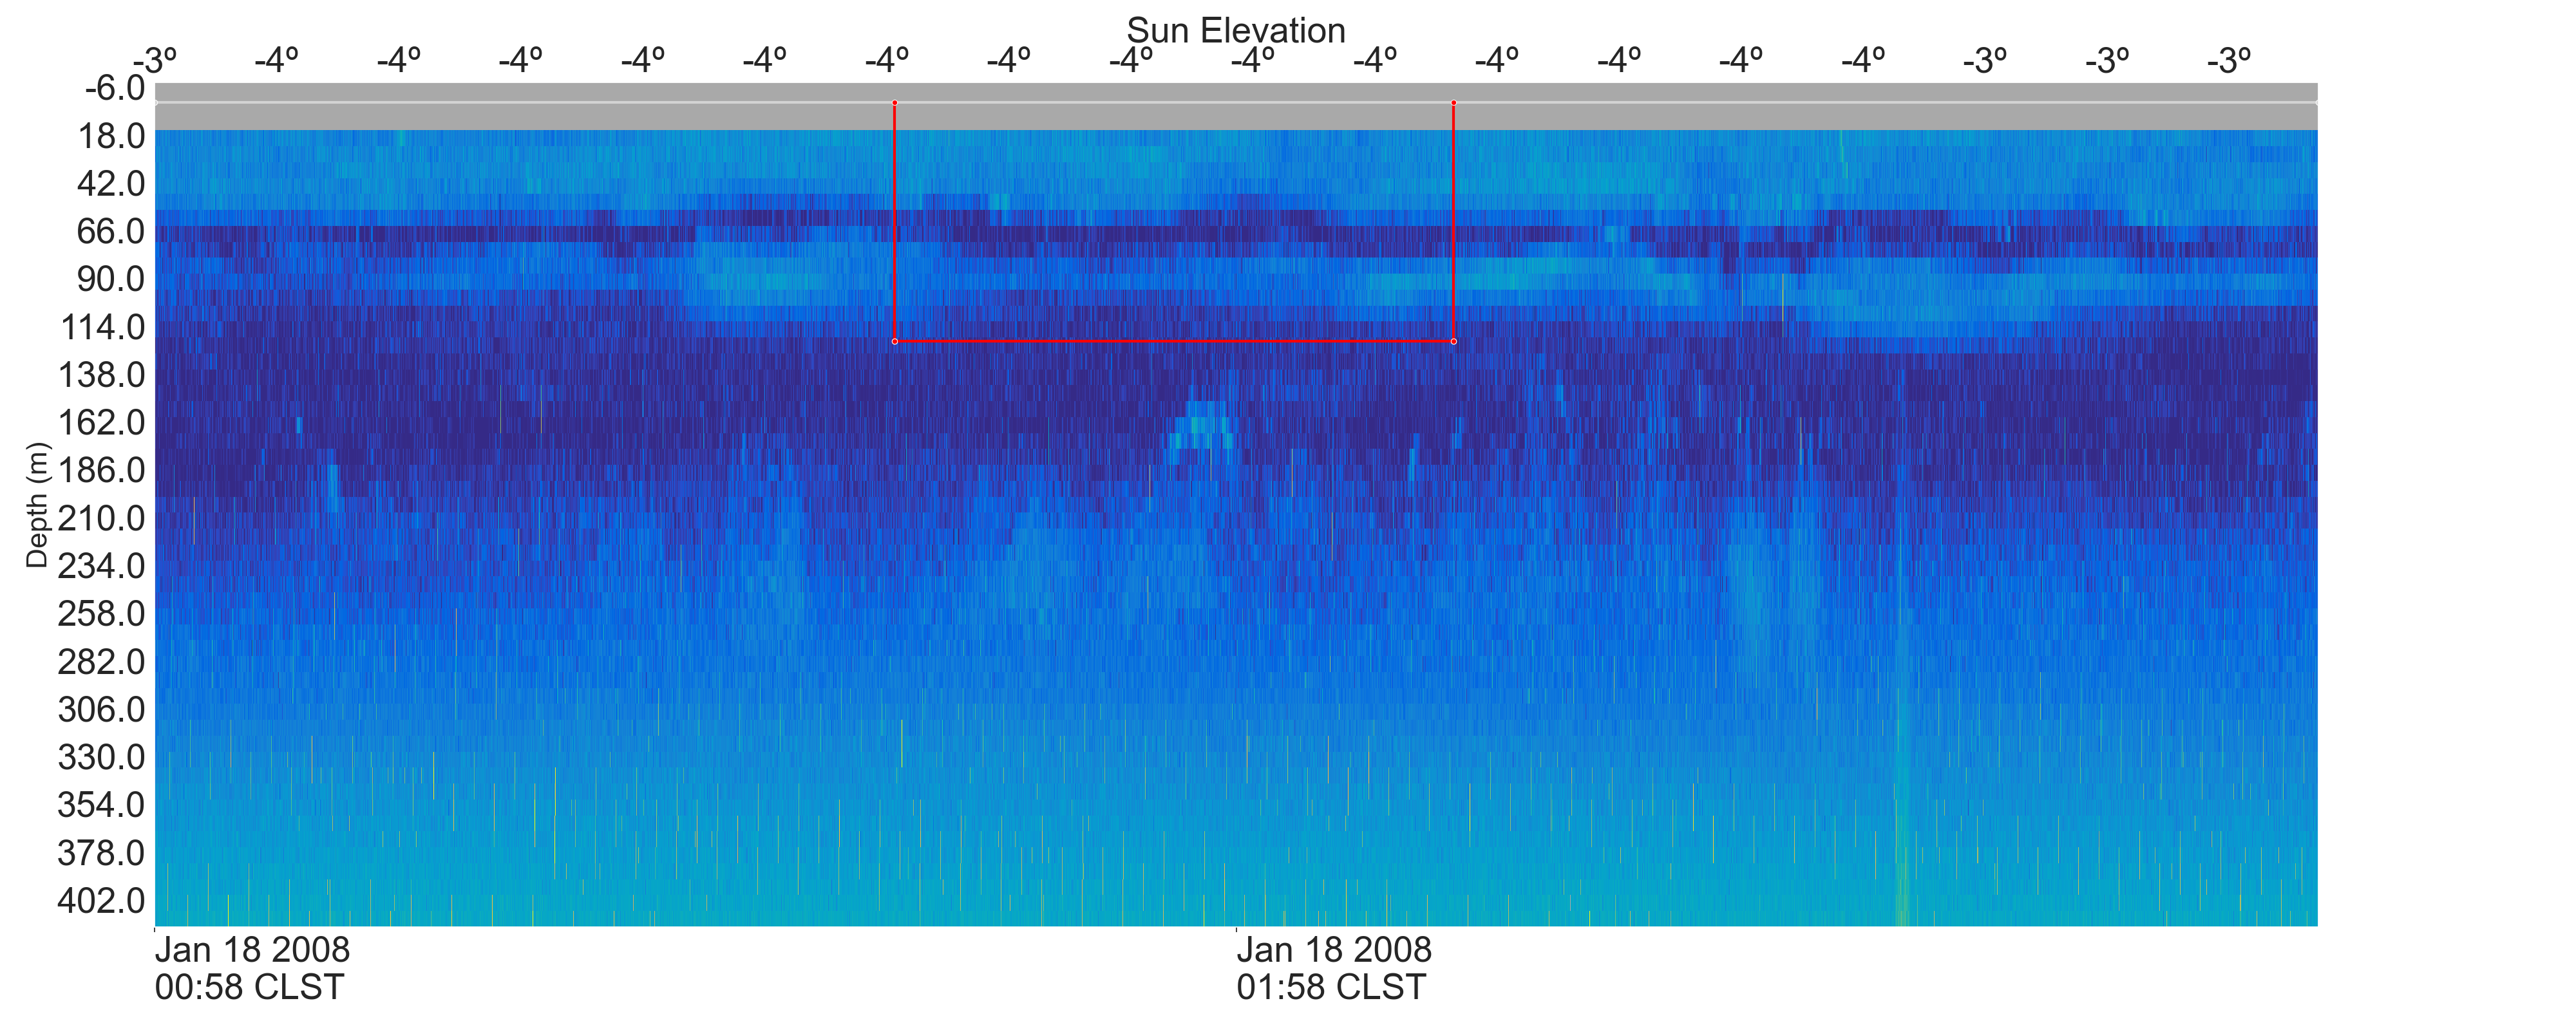 Sun Elevation
-3º -4º -4º -4º -4º -4º -4º -4º -4º -4º -4º -4º -4º -4º -4º -3º -3º -3º
-6.0
18.0
42.0
66.0
90.0
114.0
138.0
162.0
186.0
210.0
234.0
258.0
282.0
306.0
330.0
354.0
378.0
402.0
Depth (m)
Jan 18 2008
00:58 CLST
Jan 18 2008
01:58 CLST